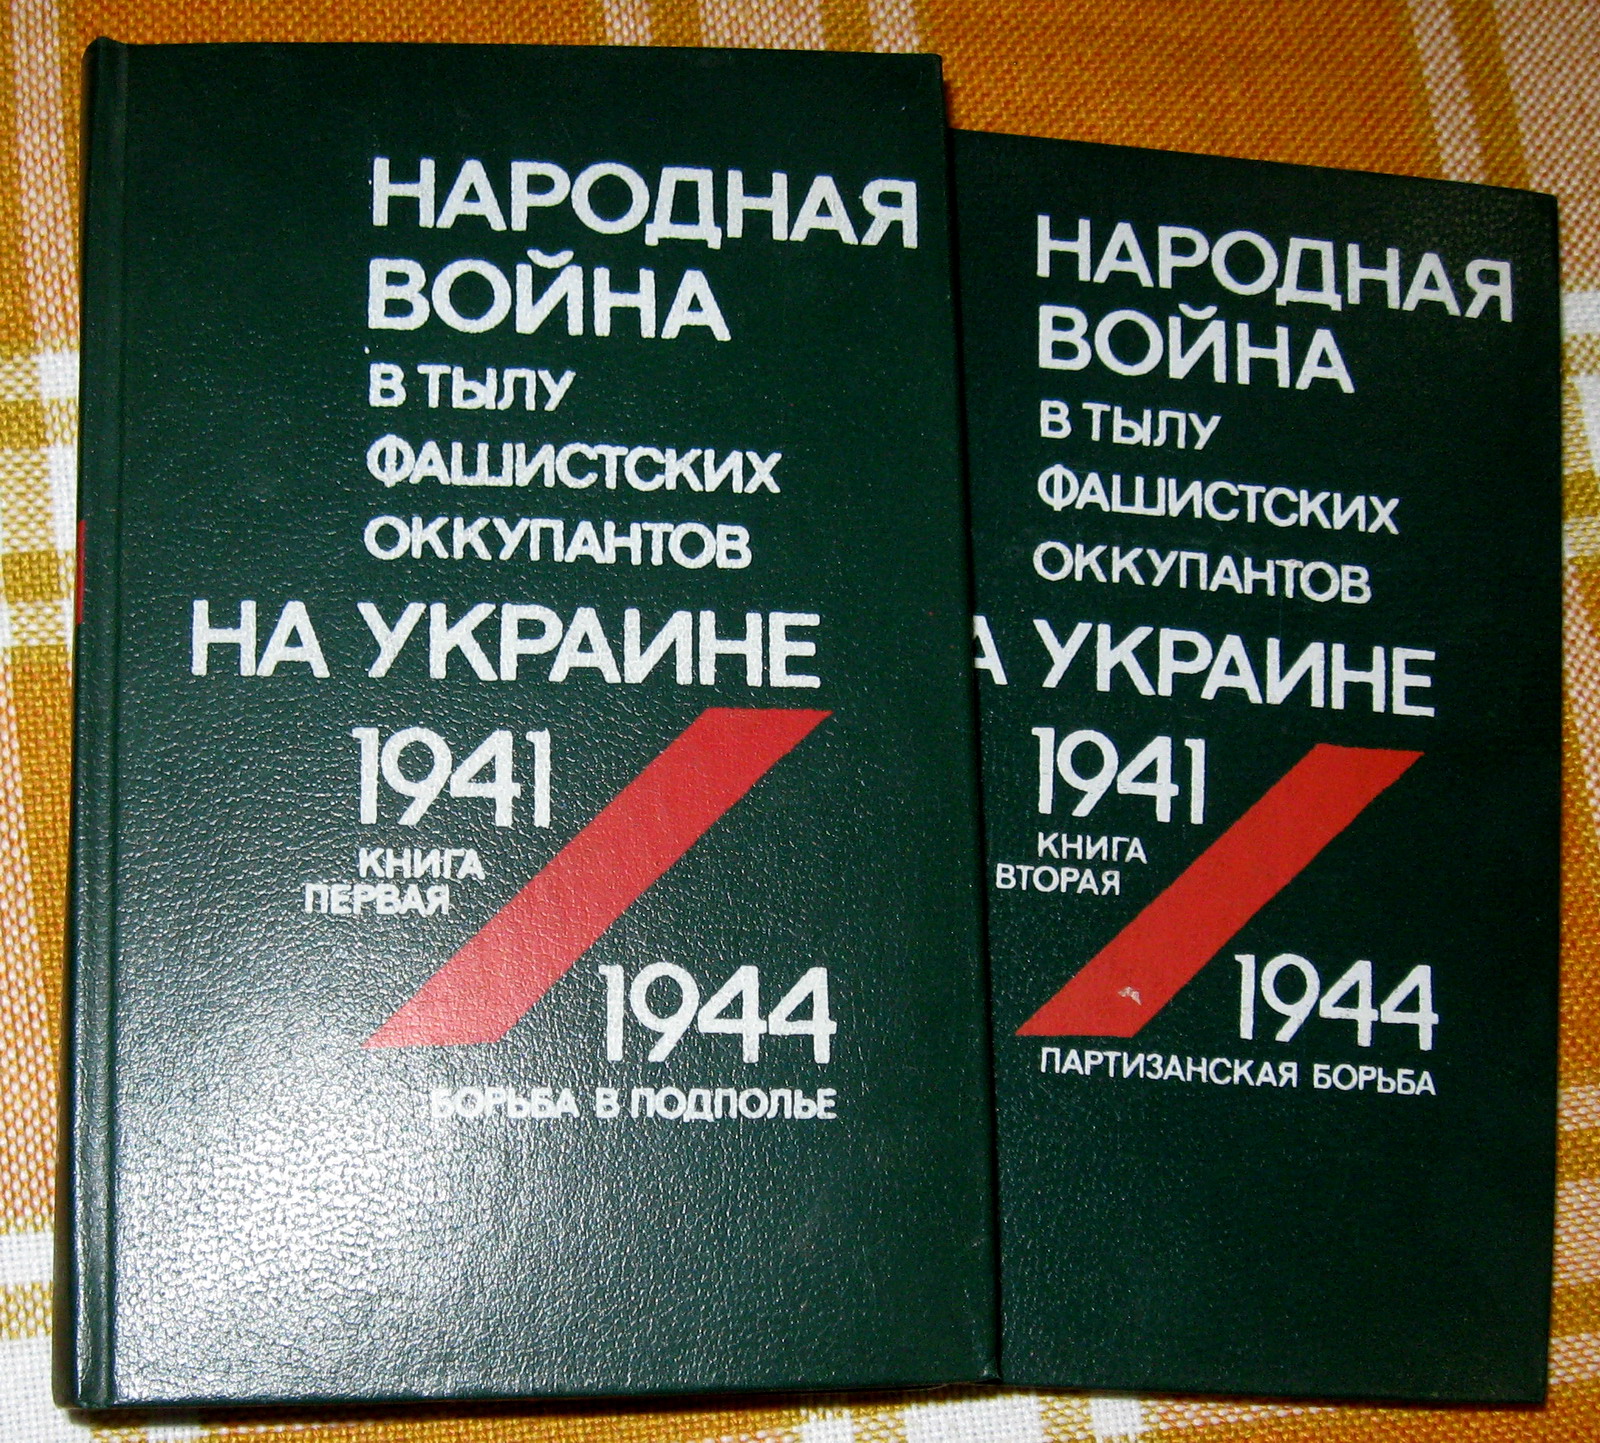 НАРОДНАЯ
ВОЙНА
В ТЫЛУ
ФАШИСТСКИХ
ОККУПАНТОВ
НА УКРАИНЕ
1941
КНИГА
ПЕРВАЯ
1944
БОРЬБА В ПОДПОЛЬЕ
НАРОДНАЯ
ВОЙНА
В ТЫЛУ
ФАШИСТСКИХ
ОККУПАНТОВ
А УКРАИНЕ
1941
КНИГА
ВТОРАЯ
1944
ПАРТИЗАНСКАЯ БОРЬБА